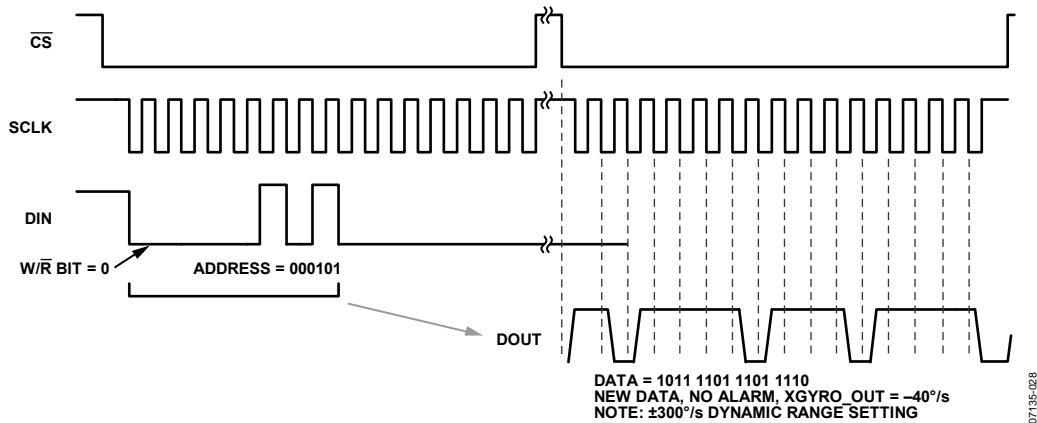 CS
SCLK
DIN
W/R BIT = 0
ADDRESS = 000101
DOUT
DATA = 1011 1101 1101 1110
NEW DATA, NO ALARM, XGYRO_OUT = –40°/s
NOTE: ±300°/s DYNAMIC RANGE SETTING
07135-028